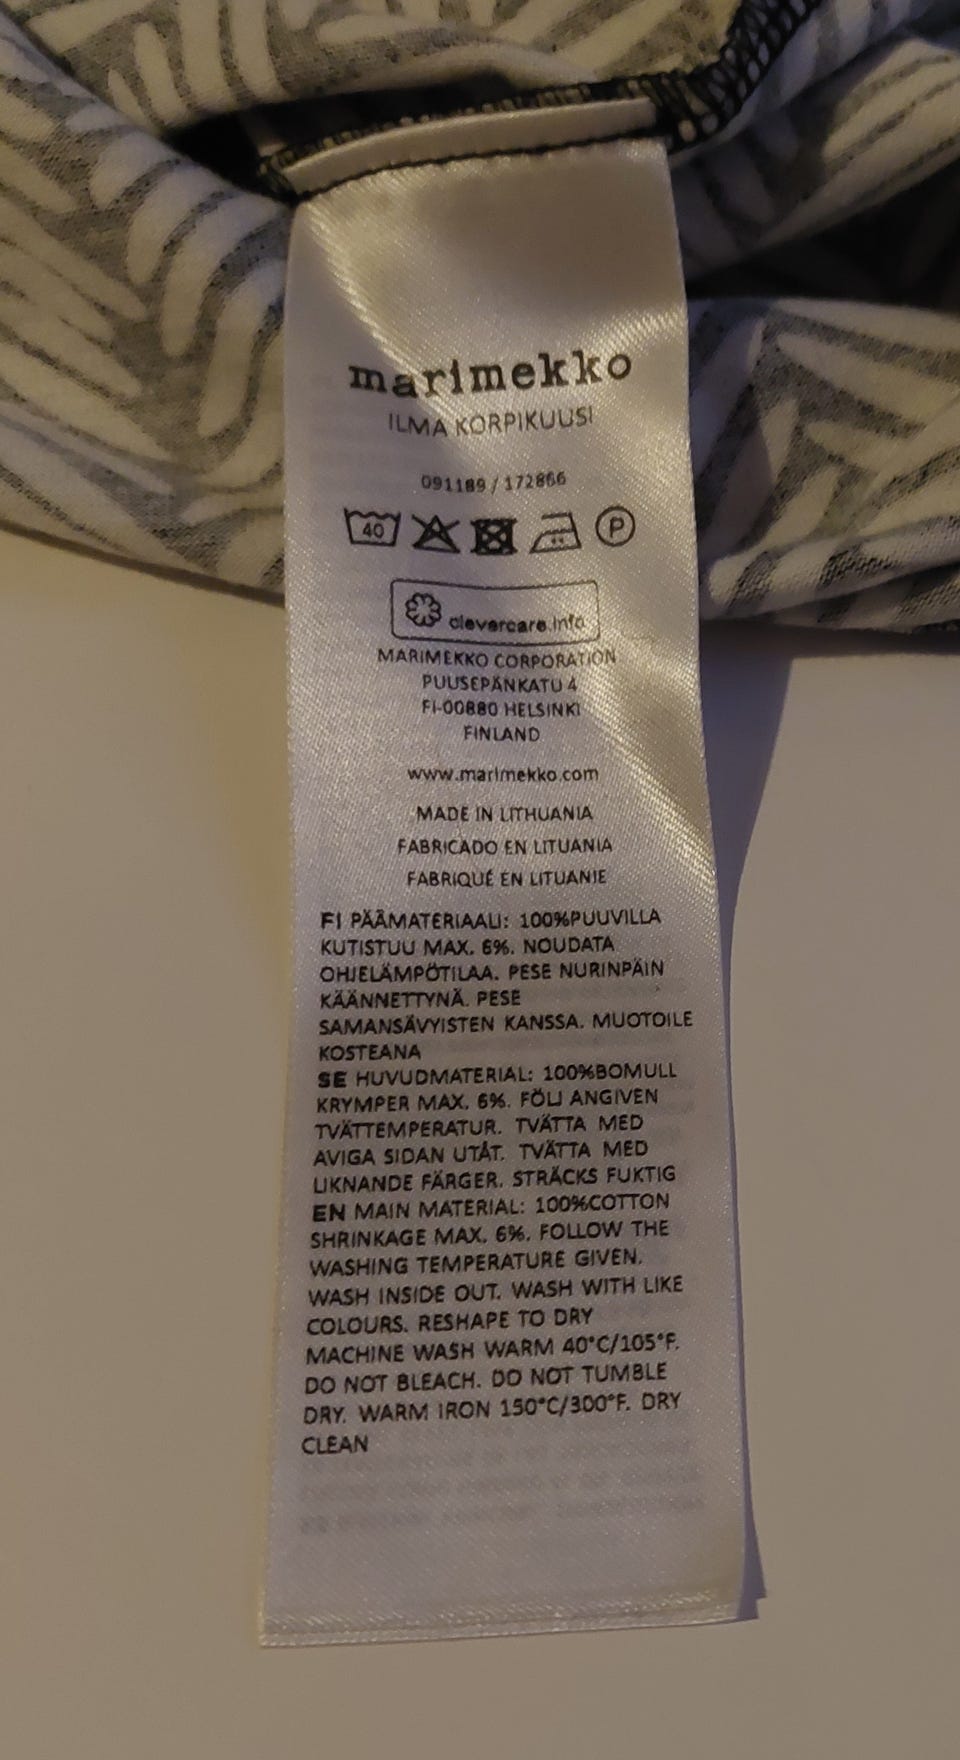 marimekko
ILMA KORPIKUUSI
091189 / 172866
40 P
clevercare.info
MARIMEKKO CORPORATION
PUUSEPÄNKATU 4
FI-00880 HELSINKI
FINLAND
www.marimekko.com
MADE IN LITHUANIA
FABRICADO EN LITUANIA
FABRIQUÉ EN LITUANIE
FI PÄÄMATERIAALI: 100%PUUVILLA
KUTISTUU MAX. 6%. NOUDATA
OHJELÄMPÖTILAA. PESE NURINPÄIN
KÄÄNNETTYNÄ. PESE
SAMANSÄVYISTEN KANSSA. MUOTOILE
KOSTEANA
SE HUVUDMATERIAL: 100%BOMULL
KRYMPER MAX. 6%. FÖLJ ANGIVEN
TVÄTTEMPERATUR. TVÄTTA MED
AVIGA SIDAN UTÅT. TVÄTTA MED
LIKNANDE FÄRGER. STRÄCKS FUKTIG
EN MAIN MATERIAL: 100%COTTON
SHRINKAGE MAX. 6%. FOLLOW THE
WASHING TEMPERATURE GIVEN.
WASH INSIDE OUT. WASH WITH LIKE
COLOURS. RESHAPE TO DRY
MACHINE WASH WARM 40°C/105°F.
DO NOT BLEACH. DO NOT TUMBLE
DRY. WARM IRON 150°C/300°F. DRY
CLEAN